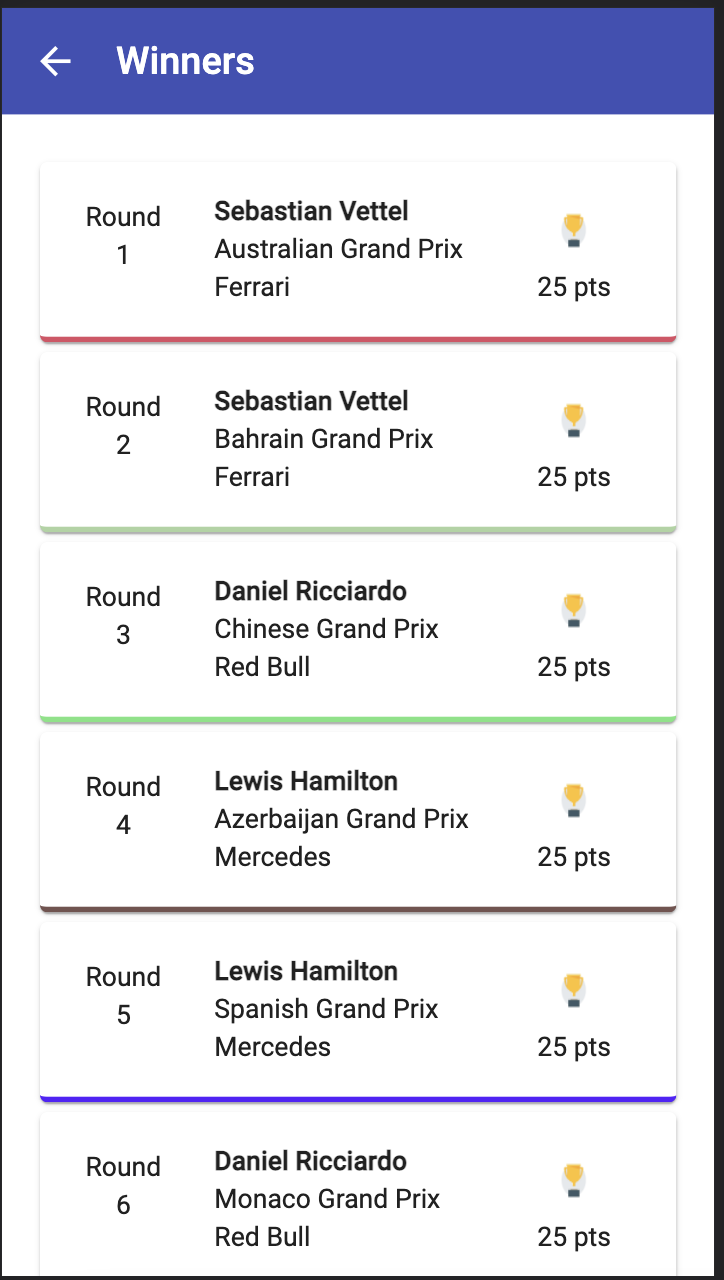 Winners
Round
1
Sebastian Vettel
Australian Grand Prix
Ferrari
25 pts
Round
2
Sebastian Vettel
Bahrain Grand Prix
Ferrari
25 pts
Round
3
Daniel Ricciardo
Chinese Grand Prix
Red Bull
25 pts
Round
4
Lewis Hamilton
Azerbaijan Grand Prix
Mercedes
25 pts
Round
5
Lewis Hamilton
Spanish Grand Prix
Mercedes
25 pts
Round
6
Daniel Ricciardo
Monaco Grand Prix
Red Bull
25 pts